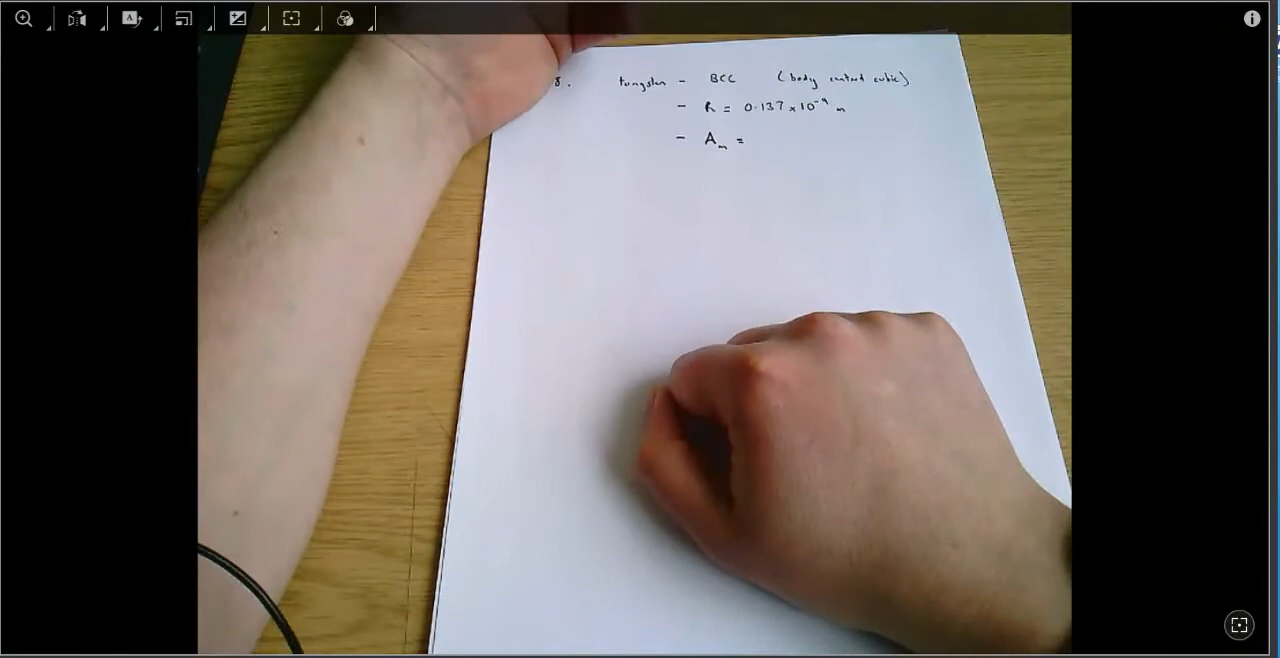 8. tungsten - BCC (body centred cubic)
- R = 0.137 x 10⁻⁹ m
- Aₘ =